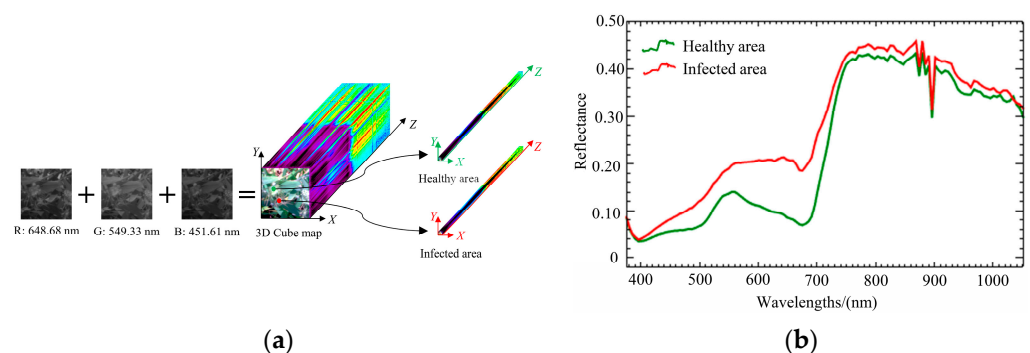 Z
Y
X
Healthy area
Z
Y
X
Infected area
Z
Y
X
3D Cube map
+ + =
R: 648.68 nm G: 549.33 nm B: 451.61 nm
(a)
0.50
0.40
0.30
0.20
0.10
0
Reflectance
Healthy area
Infected area
400 500 600 700 800 900 1000
Wavelengths/(nm)
(b)